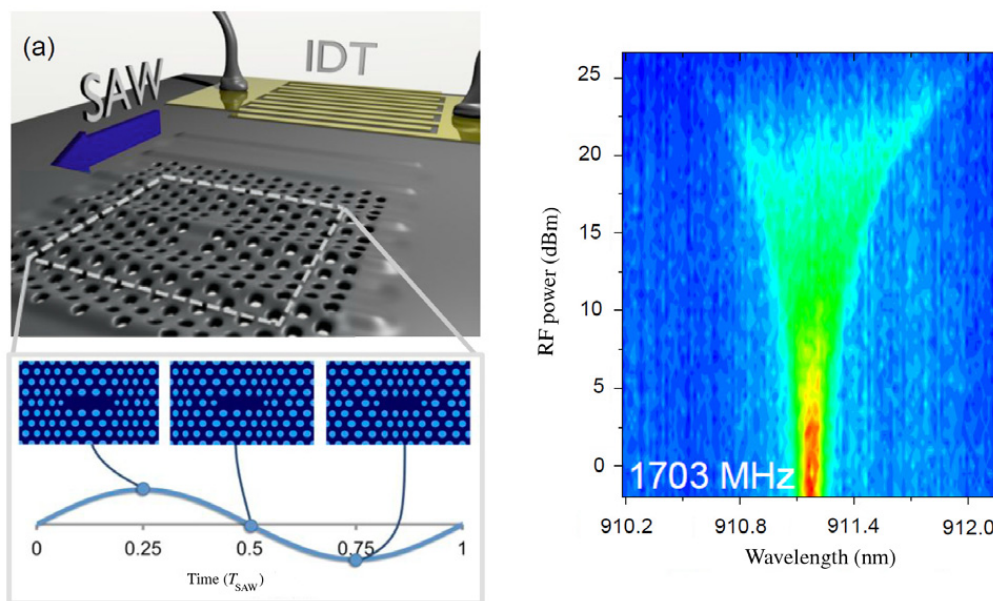 (a)
SAW
IDT
0 0.25 0.5 0.75 1
Time (T_SAW)
RF power (dBm)
25
20
15
10
5
0
1703 MHz
910.2 910.8 911.4 912.0
Wavelength (nm)